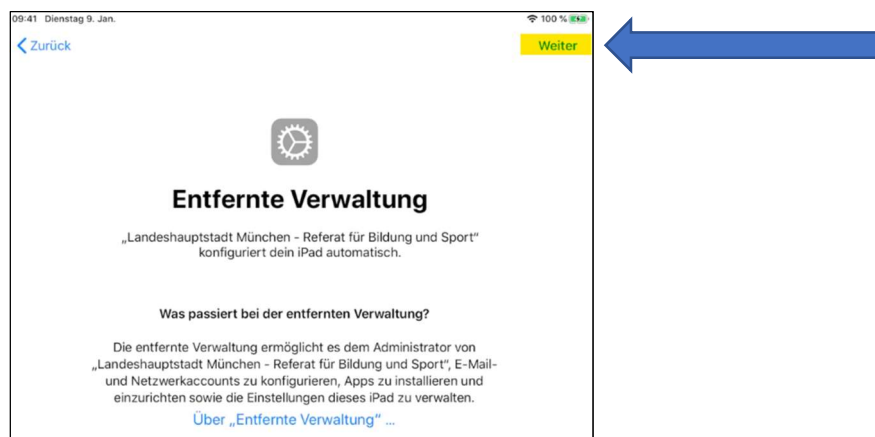 09:41 Dienstag 9. Jan.
100 %
Zurück
Weiter
Entfernte Verwaltung
„Landeshauptstadt München - Referat für Bildung und Sport“
konfiguriert dein iPad automatisch.
Was passiert bei der entfernten Verwaltung?
Die entfernte Verwaltung ermöglicht es dem Administrator von
„Landeshauptstadt München - Referat für Bildung und Sport“, E-Mail-
und Netzwerkaccounts zu konfigurieren, Apps zu installieren und
einzurichten sowie die Einstellungen dieses iPad zu verwalten.
Über „Entfernte Verwaltung“ ...